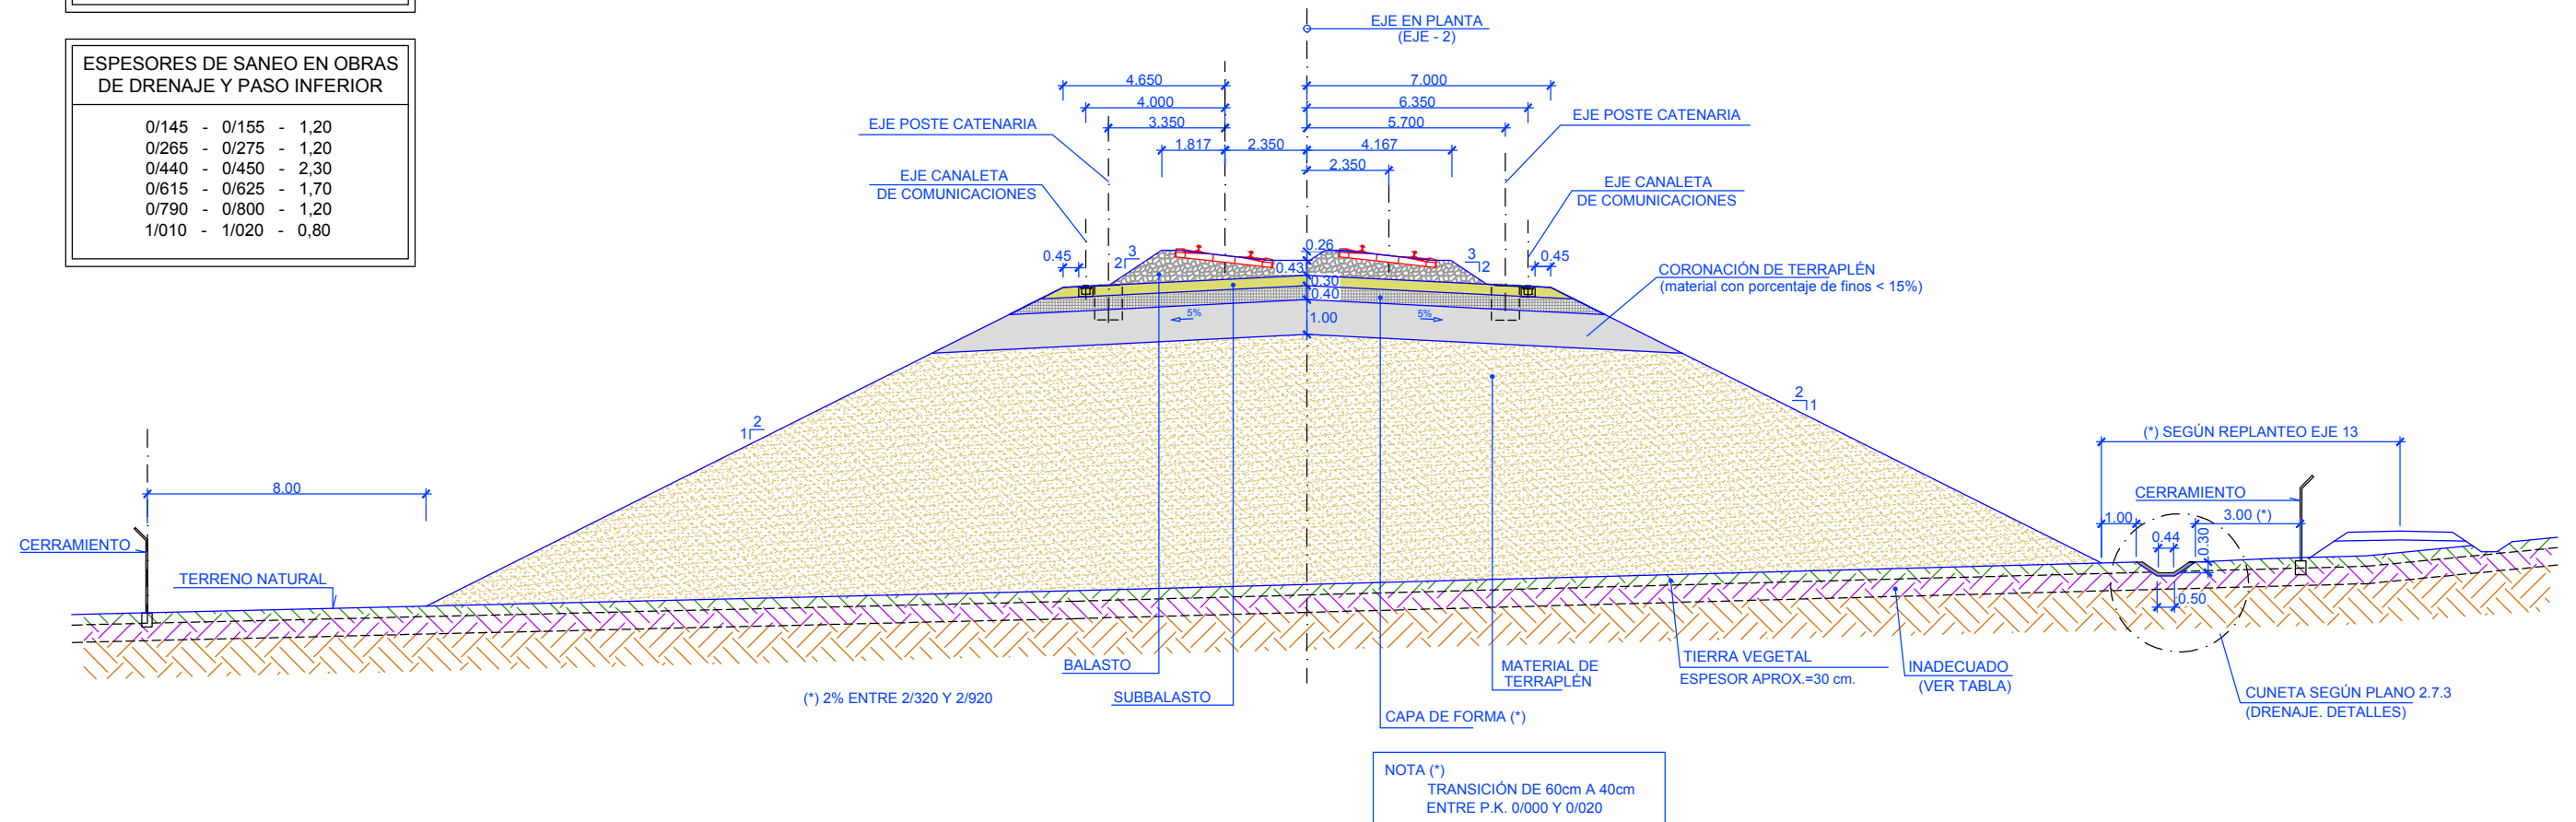 ESPESORES DE SANEO EN OBRAS
DE DRENAJE Y PASO INFERIOR
0/145 - 0/155 - 1,20
0/265 - 0/275 - 1,20
0/440 - 0/450 - 2,30
0/615 - 0/625 - 1,70
0/790 - 0/800 - 1,20
1/010 - 1/020 - 0,80
EJE EN PLANTA
(EJE - 2)
4.650
7.000
4.000
6.350
3.350
5.700
EJE POSTE CATENARIA
EJE POSTE CATENARIA
1.817
2.350
4.167
2.350
EJE CANALETA
DE COMUNICACIONES
EJE CANALETA
DE COMUNICACIONES
0.45
3
2
0.26
0.43
0.30
0.40
1.00
3
2
0.45
5%
5%
CORONACIÓN DE TERRAPLÉN
(material con porcentaje de finos < 15%)
2
1
2
1
8.00
CERRAMIENTO
TERRENO NATURAL
(*) SEGÚN REPLANTEO EJE 13
CERRAMIENTO
1.00
3.00 (*)
0.44
0.30
0.50
BALASTO
SUBBALASTO
(*) 2% ENTRE 2/320 Y 2/920
CAPA DE FORMA (*)
MATERIAL DE
TERRAPLÉN
TIERRA VEGETAL
ESPESOR APROX.=30 cm.
INADECUADO
(VER TABLA)
CUNETA SEGÚN PLANO 2.7.3
(DRENAJE. DETALLES)
NOTA (*)
TRANSICIÓN DE 60cm A 40cm
ENTRE P.K. 0/000 Y 0/020